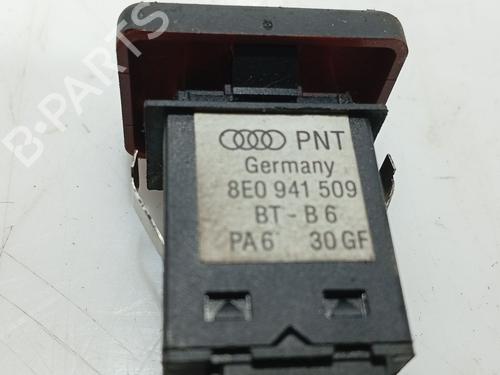 B-PARTS
PNT
Germany
8E0 941 509
BT - B 6
PA 6 30 GF